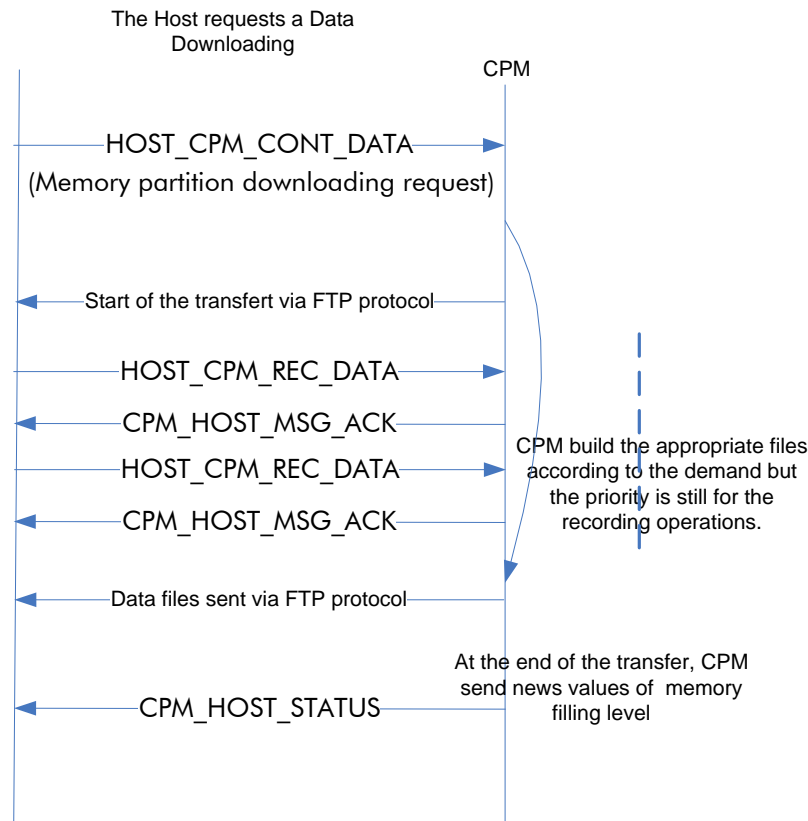 The Host requests a Data
Downloading
CPM
HOST_CPM_CONT_DATA
(Memory partition downloading request)
Start of the transfert via FTP protocol
HOST_CPM_REC_DATA
CPM_HOST_MSG_ACK
HOST_CPM_REC_DATA
CPM_HOST_MSG_ACK
CPM build the appropriate files
according to the demand but
the priority is still for the
recording operations.
Data files sent via FTP protocol
At the end of the transfer, CPM
send news values of memory
filling level
CPM_HOST_STATUS